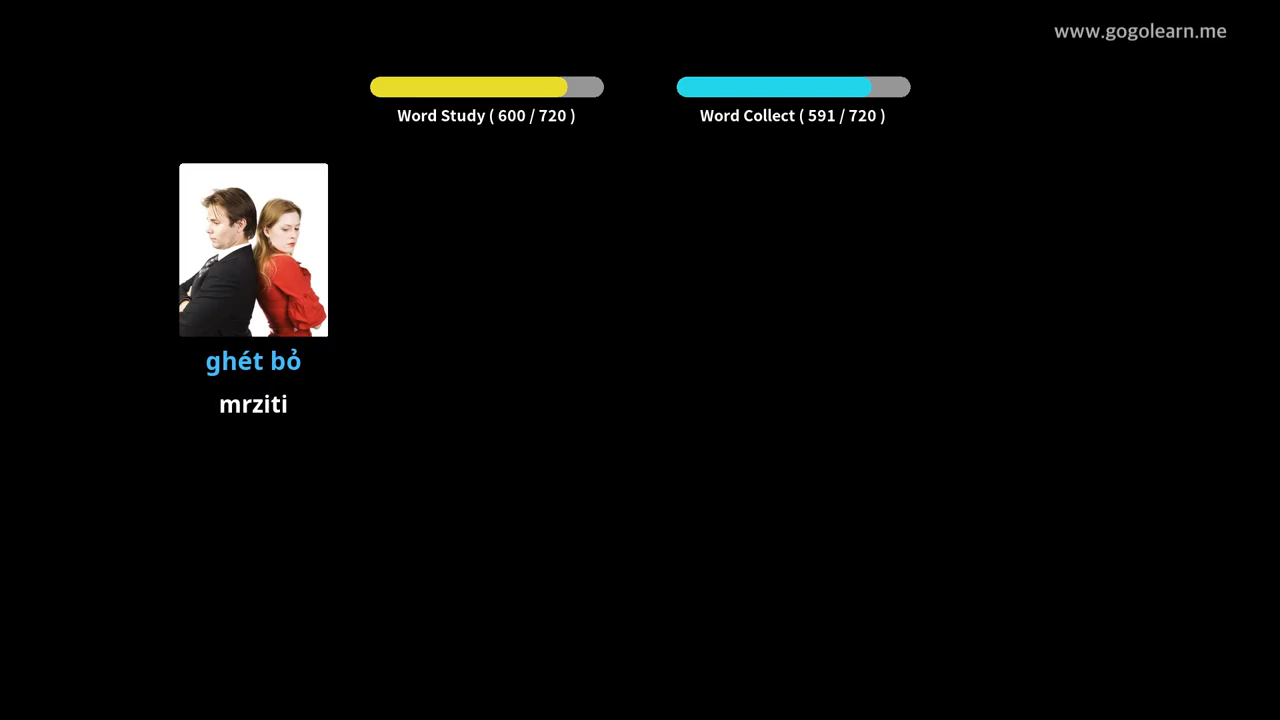 www.gogolearn.me
Word Study ( 600 / 720 )
Word Collect ( 591 / 720 )
ghét bỏ
mrziti